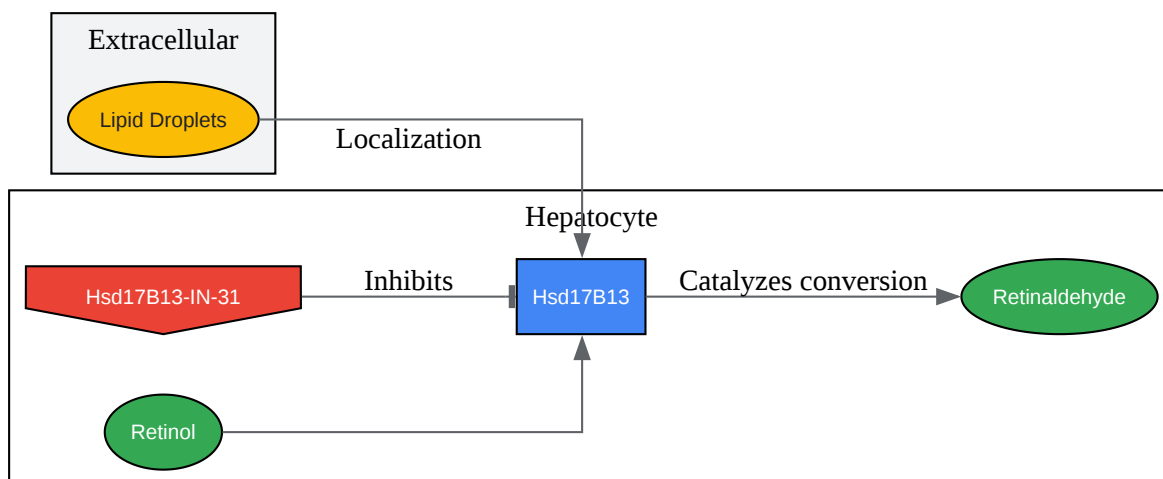 Extracellular
Lipid Droplets
Localization
Hepatocyte
Hsd17B13-IN-31
Inhibits
Hsd17B13
Catalyzes conversion
Retinaldehyde
Retinol